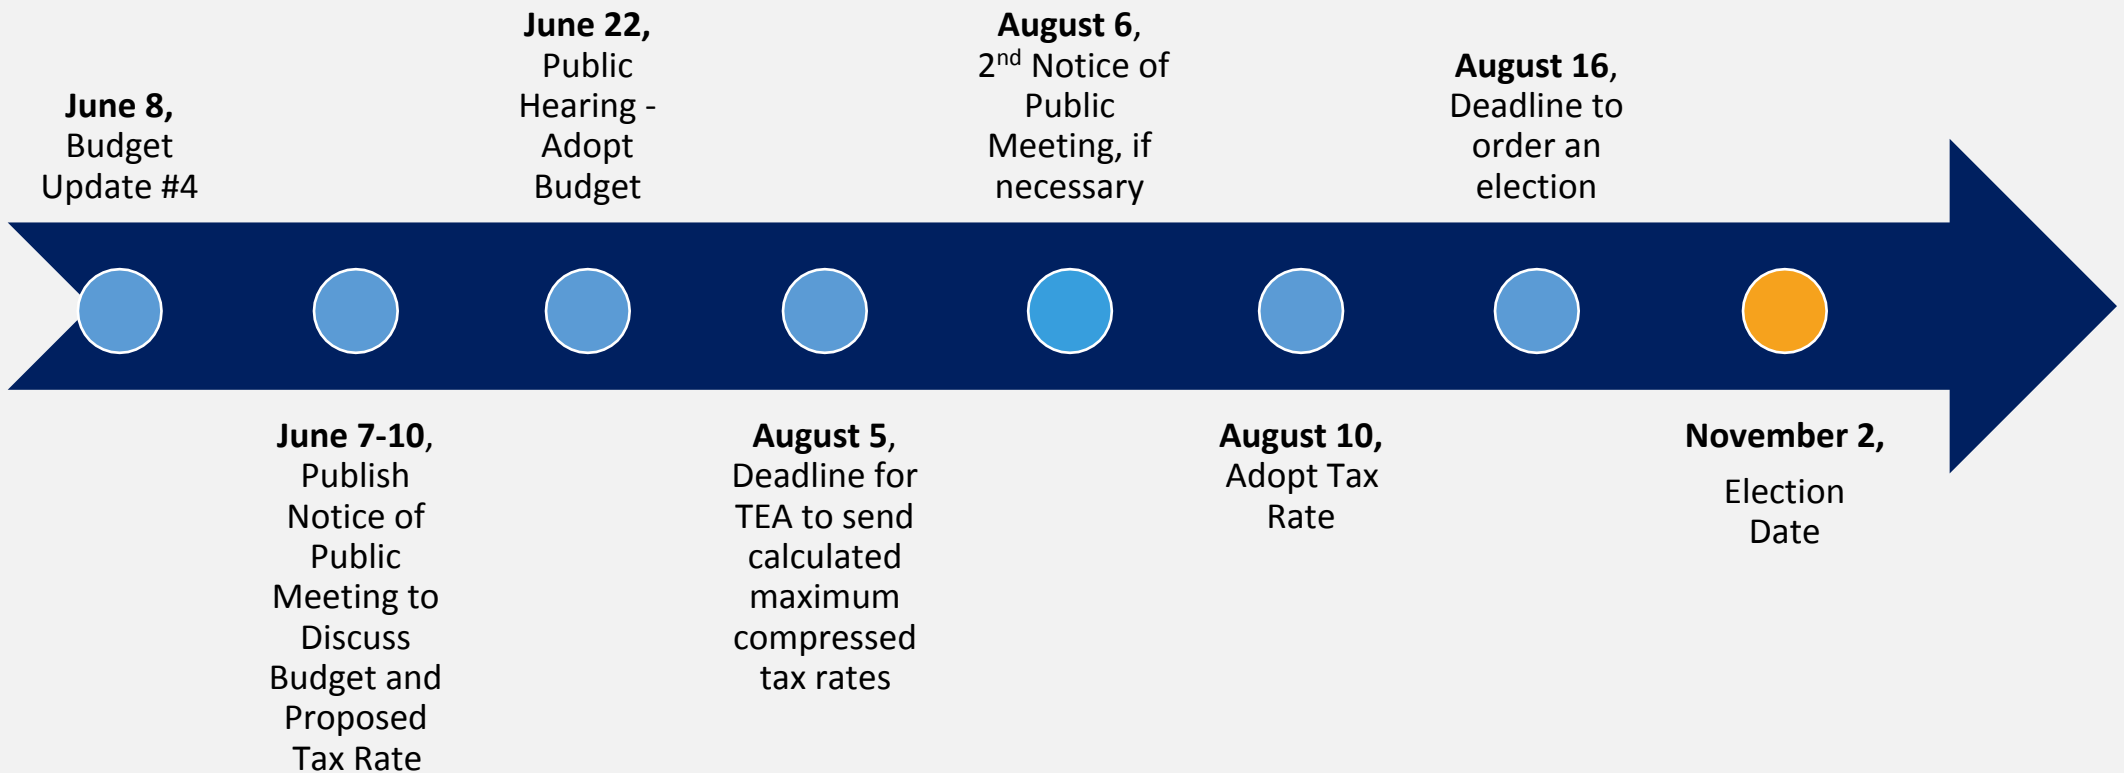 June 8,
Budget
Update #4
June 7-10,
Publish
Notice of
Public
Meeting to
Discuss
Budget and
Proposed
Tax Rate
June 22,
Public
Hearing -
Adopt
Budget
August 5,
Deadline for
TEA to send
calculated
maximum
compressed
tax rates
August 6,
2nd Notice of
Public
Meeting, if
necessary
August 10,
Adopt Tax
Rate
August 16,
Deadline to
order an
election
November 2,
Election
Date